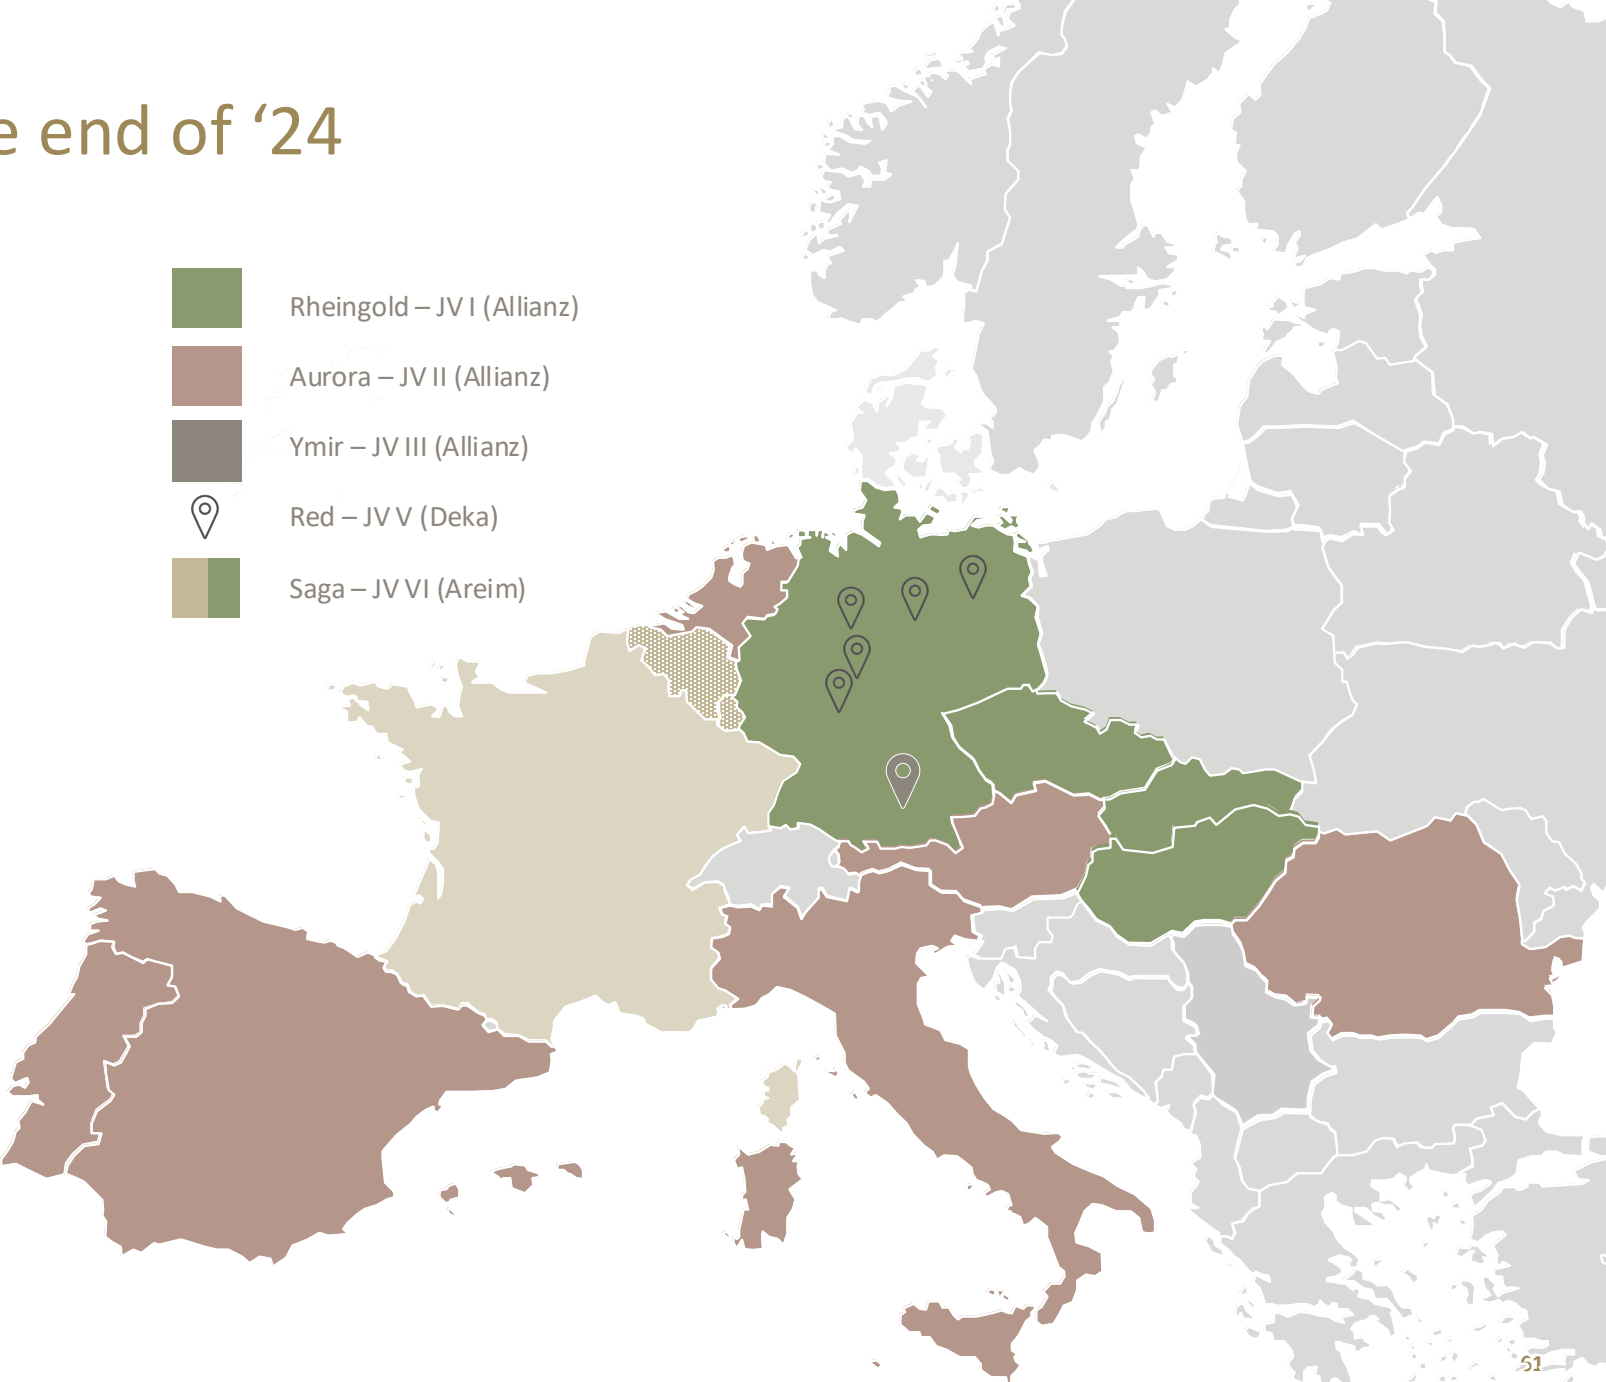 e end of ‘24
Rheingold – JV I (Allianz)
Aurora – JV II (Allianz)
Ymir – JV III (Allianz)
Red – JV V (Deka)
Saga – JV VI (Areim)
61